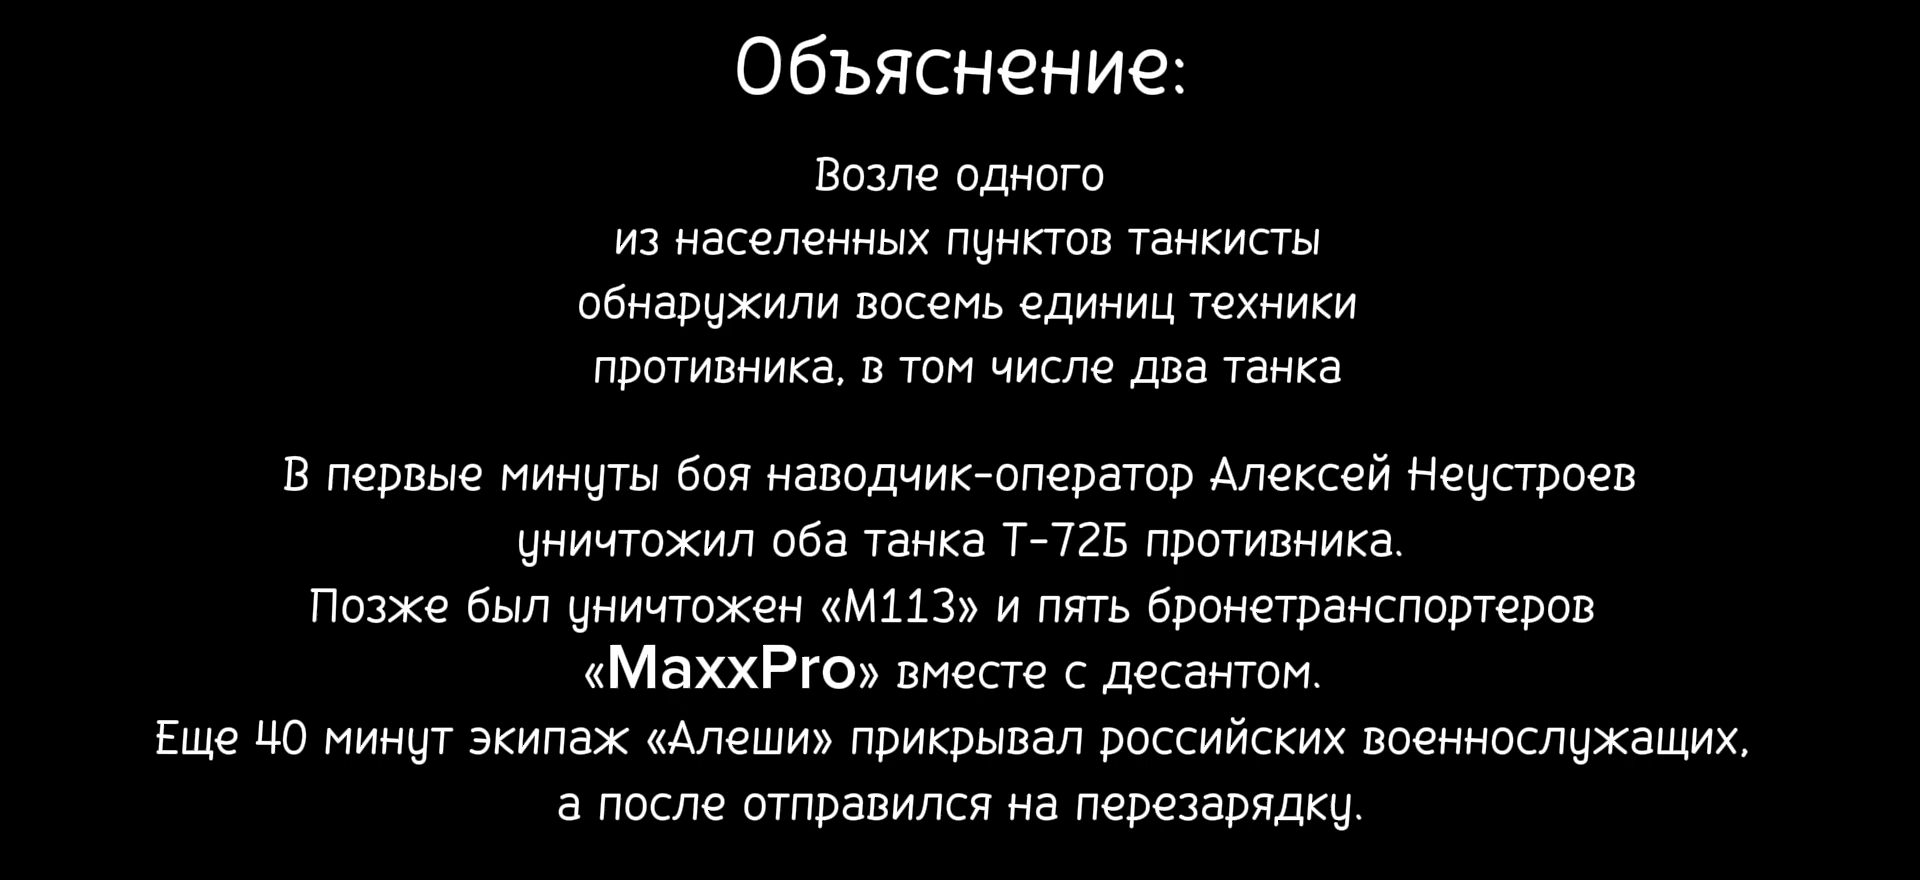 Объяснение:
Возле одного
из населенных пунктов танкисты
обнаружили восемь единиц техники
противника, в том числе два танка
В первые минуты боя наводчик-оператор Алексей Неустроев
уничтожил оба танка Т-72Б противника.
Позже был уничтожен «М113» и пять бронетранспортеров
«MaxxPro» вместе с десантом.
Еще 40 минут экипаж «Алеши» прикрывал российских военнослужащих,
а после отправился на перезарядку.